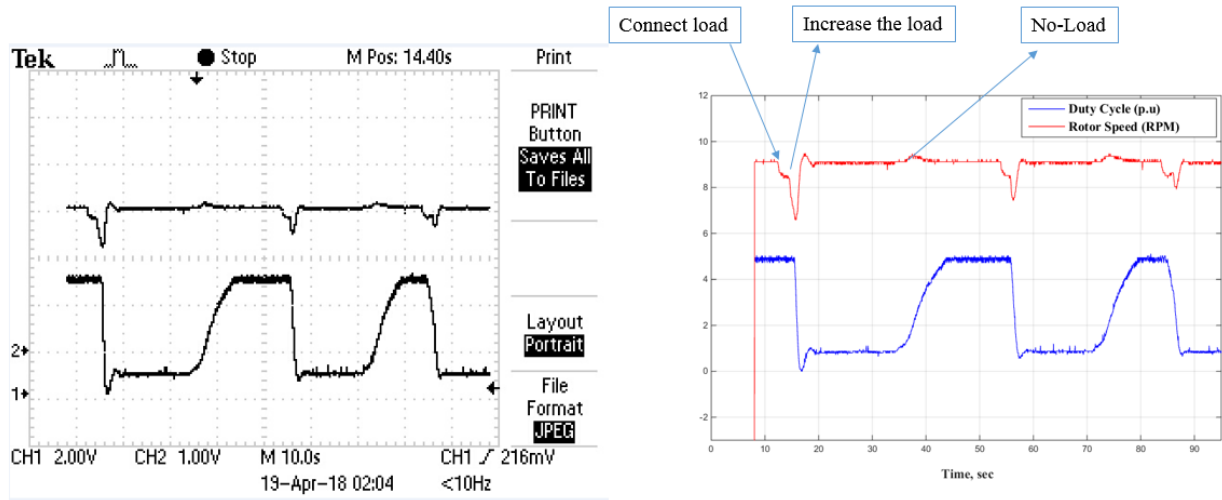 Tek Stop M Pos: 14.40s Print
PRINT
Button
Saves All
To Files
Layout
Portrait
File
Format
JPEG
2
1
CH1 2.00V CH2 1.00V M 10.0s CH1 216mV
19-Apr-18 02:04 <10Hz
Connect load
Increase the load
No-Load
Duty Cycle (p.u)
Rotor Speed (RPM)
12
10
8
6
4
2
0
-2
0 10 20 30 40 50 60 70 80 90
Time, sec